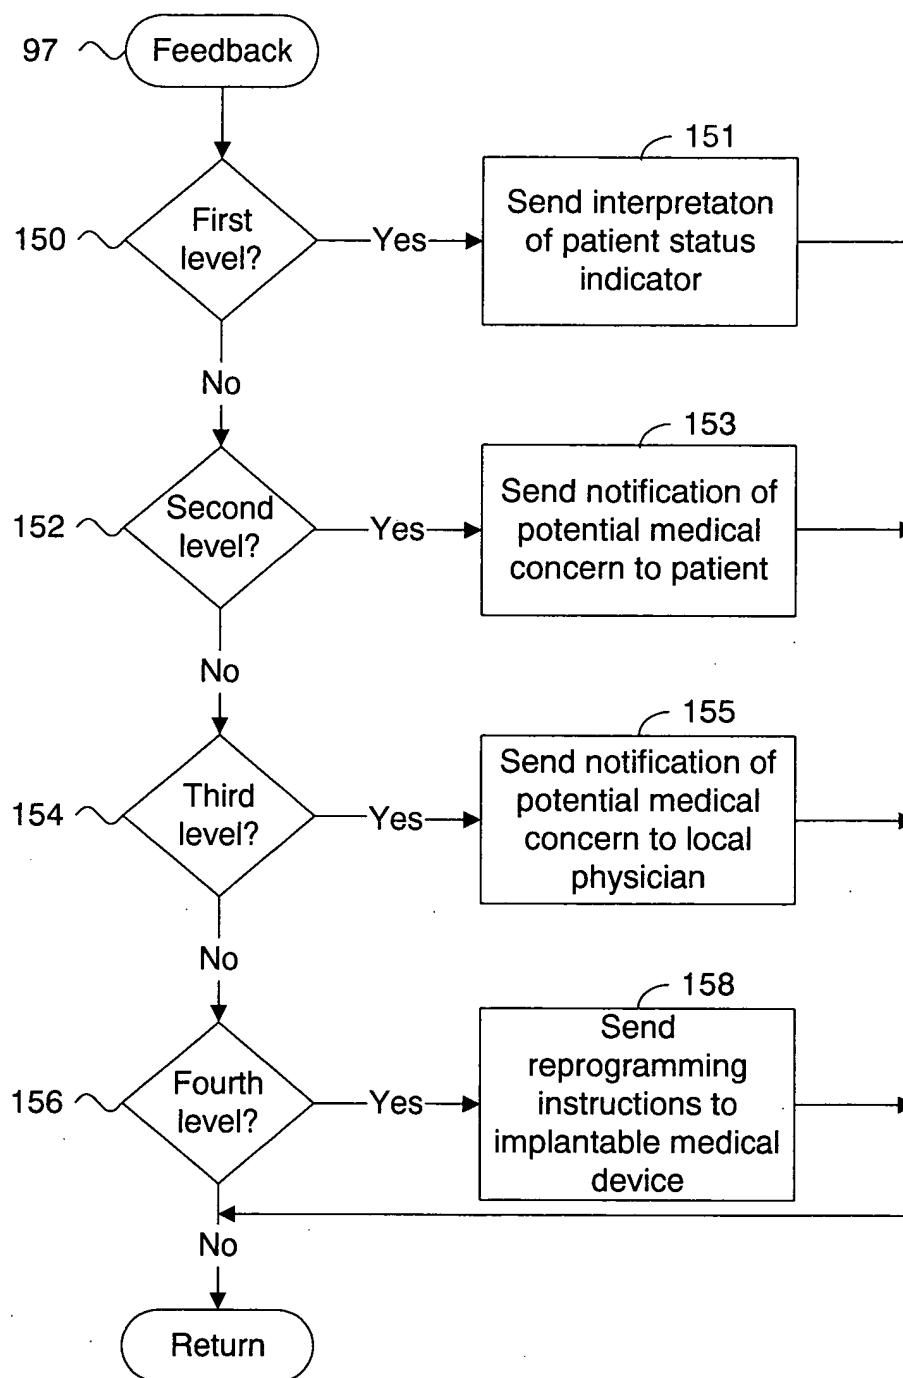 97
Feedback
151
First
level?
150
Yes
Send interpretaton
of patient status
indicator
No
153
Second
level?
152
Yes
Send notification of
potential medical
concern to patient
No
155
Third
level?
154
Yes
Send notification of
potential medical
concern to local
physician
No
158
Fourth
level?
156
Yes
Send
reprogramming
instructions to
implantable medical
device
No
Return